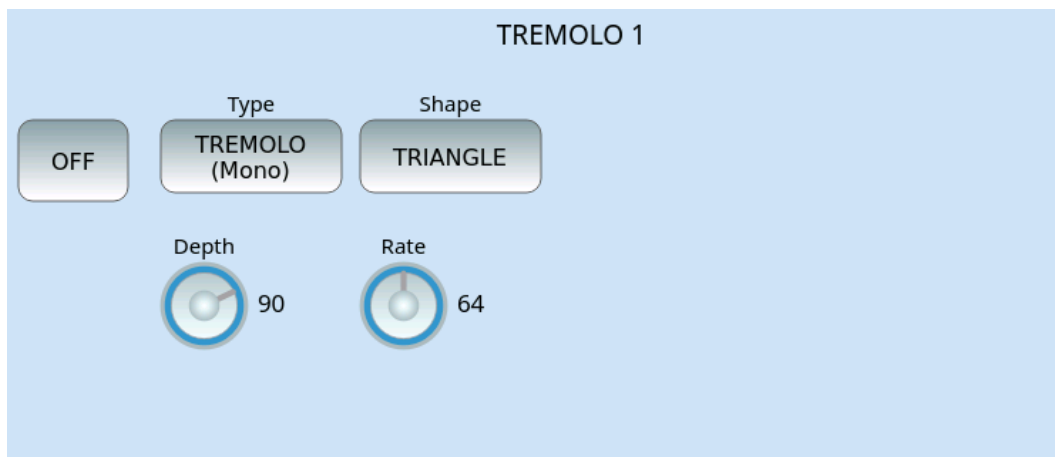 TREMOLO 1
Type
Shape
OFF
TREMOLO
(Mono)
TRIANGLE
Depth
Rate
90
64